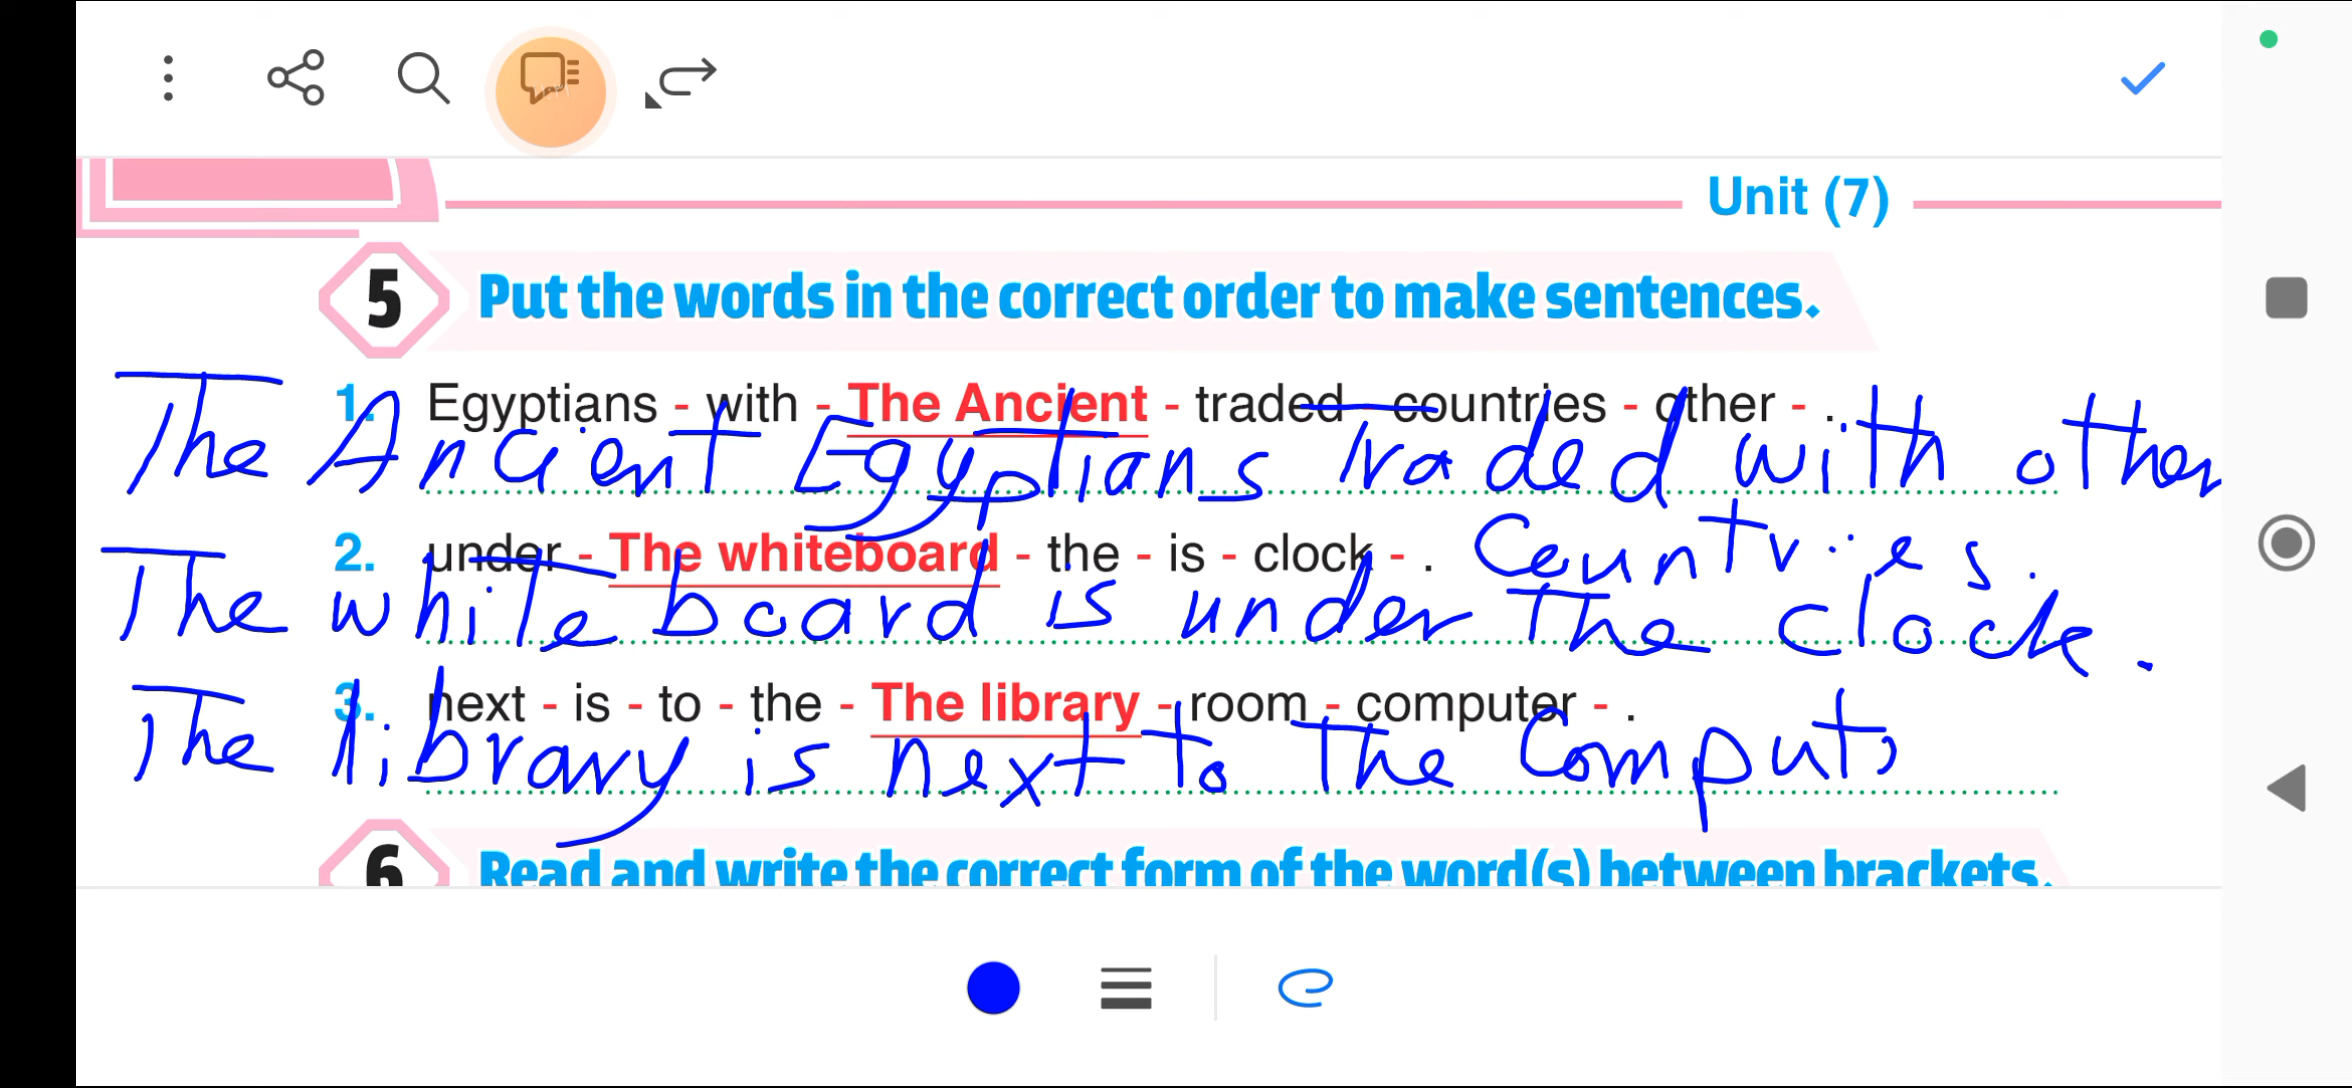 Unit (7)
5 Put the words in the correct order to make sentences.
1. Egyptians - with - The Ancient - traded - countries - other - .
The Ancient Egyptians traded with other
countries.
2. under - The whiteboard - the - is - clock - .
The whiteboard is under the clock.
3. next - is - to - the - The library - room - computer - .
The library is next to the comput
6 Read and write the correct form of the word(s) between brackets.